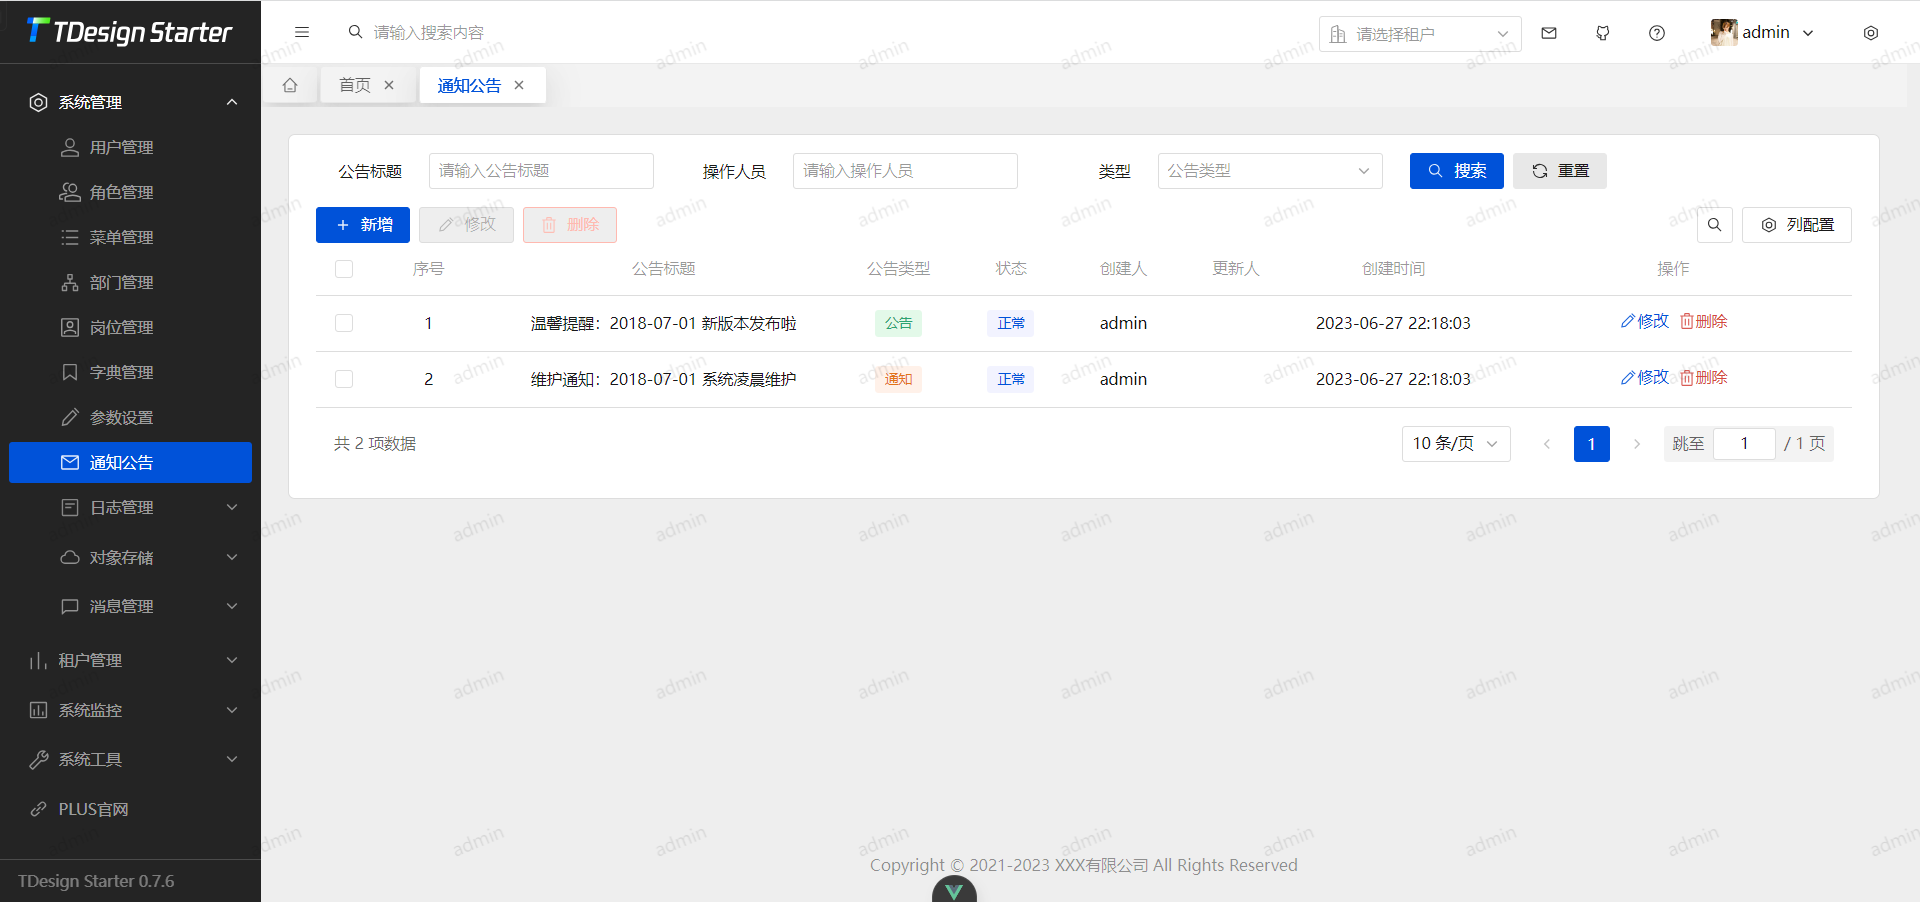 TDesign Starter
请输入搜索内容
请选择租户
admin
首页
通知公告
系统管理
用户管理
角色管理
菜单管理
部门管理
岗位管理
字典管理
参数设置
通知公告
日志管理
对象存储
消息管理
租户管理
系统监控
系统工具
PLUS官网
TDesign Starter 0.7.6
公告标题 请输入公告标题 操作人员 请输入操作人员 类型 公告类型 搜索 重置
新增 修改 删除 列配置
序号 公告标题 公告类型 状态 创建人 更新人 创建时间 操作
1 温馨提醒：2018-07-01 新版本发布啦 公告 正常 admin 2023-06-27 22:18:03 修改 删除
2 维护通知：2018-07-01 系统凌晨维护 通知 正常 admin 2023-06-27 22:18:03 修改 删除
共 2 项数据 10 条/页 1 跳至 1 / 1 页
Copyright © 2021-2023 XXX有限公司 All Rights Reserved